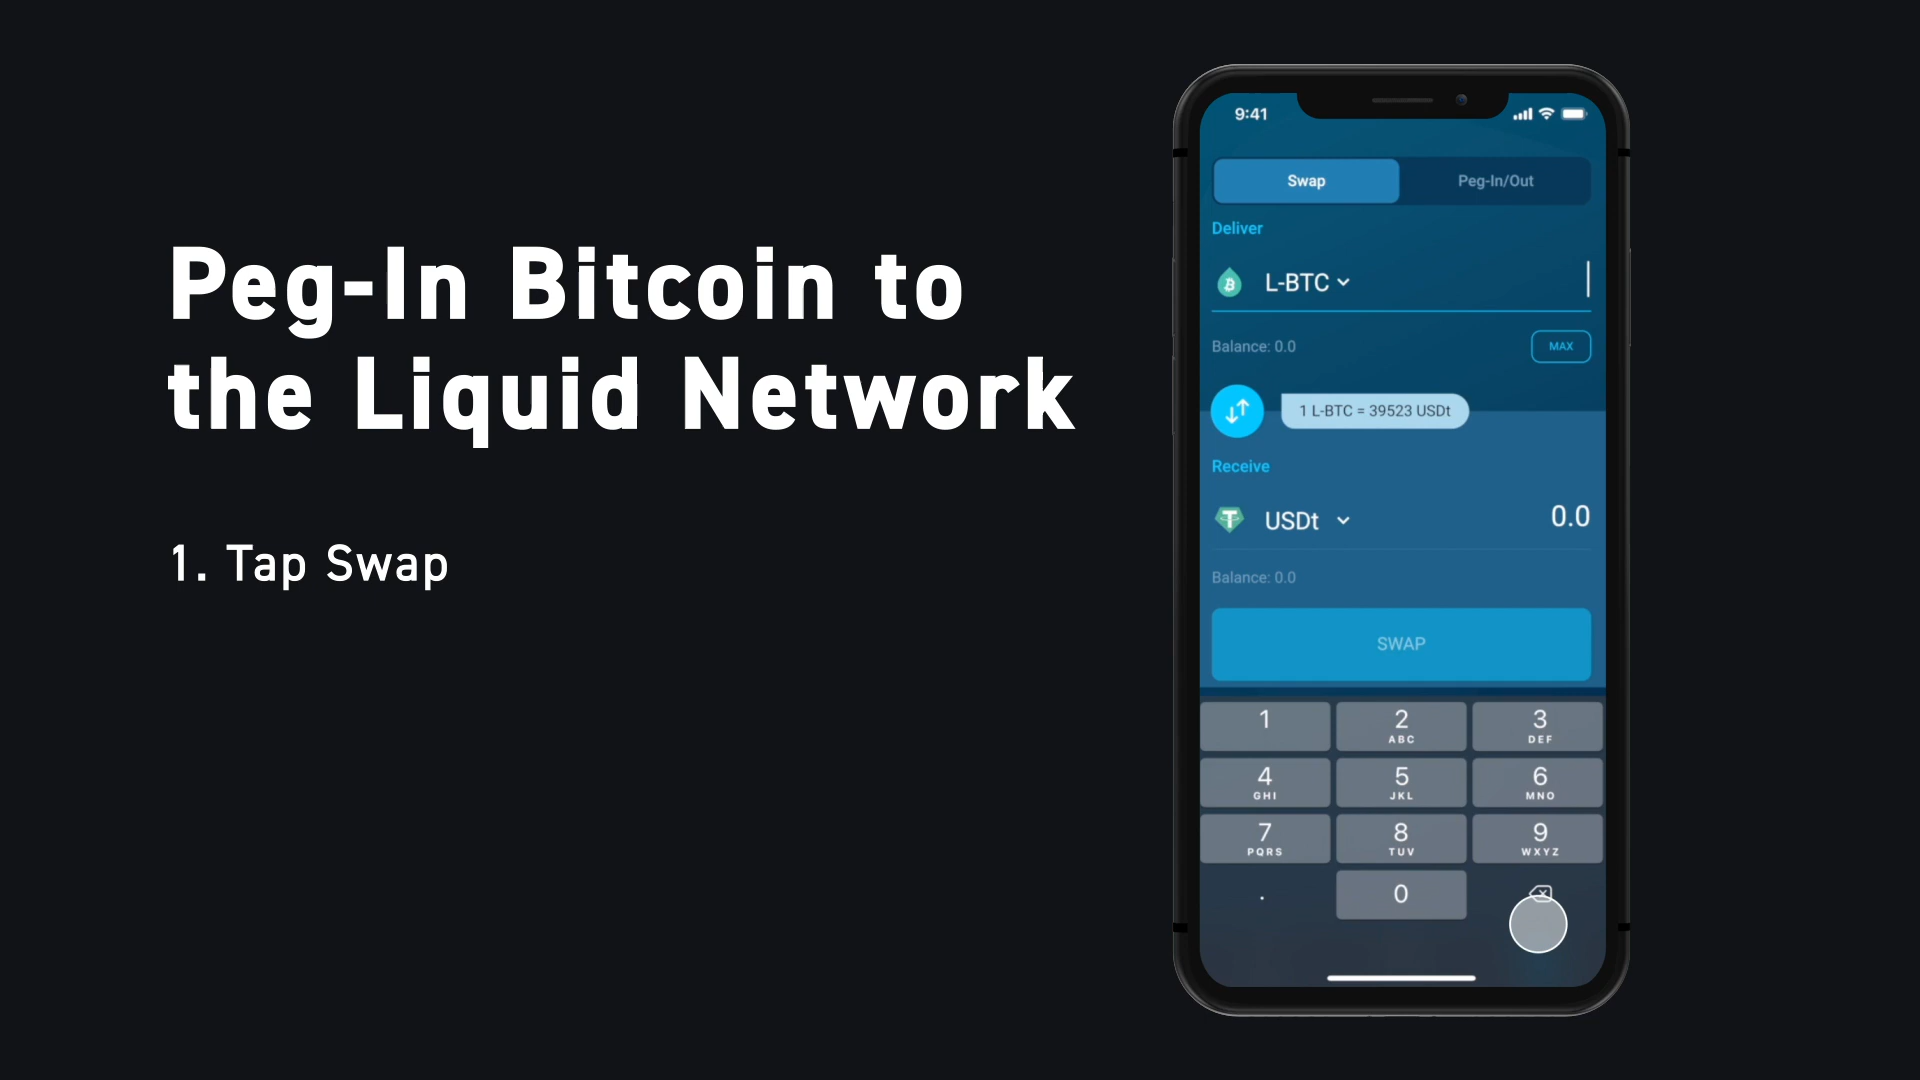 Peg-In Bitcoin to
the Liquid Network
1. Tap Swap
9:41
Swap
Peg-In/Out
Deliver
L-BTC
Balance: 0.0
MAX
1 L-BTC = 39523 USDt
Receive
USDt
0.0
Balance: 0.0
SWAP
1
2
ABC
3
DEF
4
GHI
5
JKL
6
MNO
7
PQRS
8
TUV
9
WXYZ
.
0